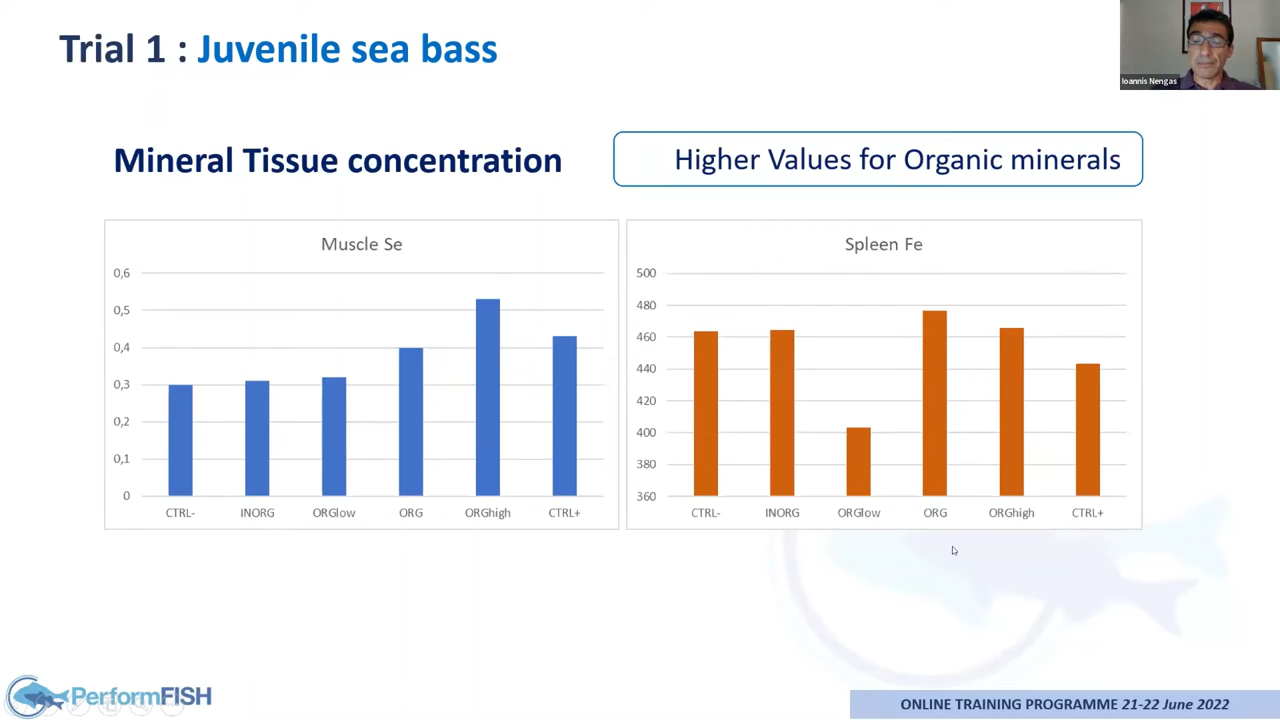 Trial 1 : Juvenile sea bass
Ioannis Nengas
Mineral Tissue concentration
Higher Values for Organic minerals
Muscle Se
0,6
0,5
0,4
0,3
0,2
0,1
0
CTRL- INORG ORGlow ORG ORGhigh CTRL+
Spleen Fe
500
480
460
440
420
400
380
360
CTRL- INORG ORGlow ORG ORGhigh CTRL+
PerformFISH
ONLINE TRAINING PROGRAMME 21-22 June 2022